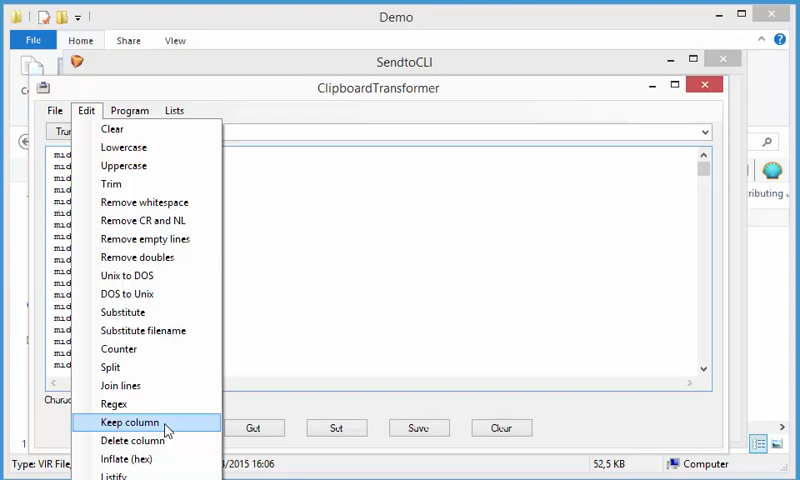 Demo
File Home Share View
SendtoCLI
ClipboardTransformer
File Edit Program Lists
Clear
Lowercase
Uppercase
Trim
Remove whitespace
Remove CR and NL
Remove empty lines
Remove doubles
Unix to DOS
DOS to Unix
Substitute
Substitute filename
Counter
Split
Join lines
Regex
Keep column
Delete column
Inflate (hex)
Listify
Get Set Save Clear
Type: VIR File, /2015 16:06 52,5 KB Computer